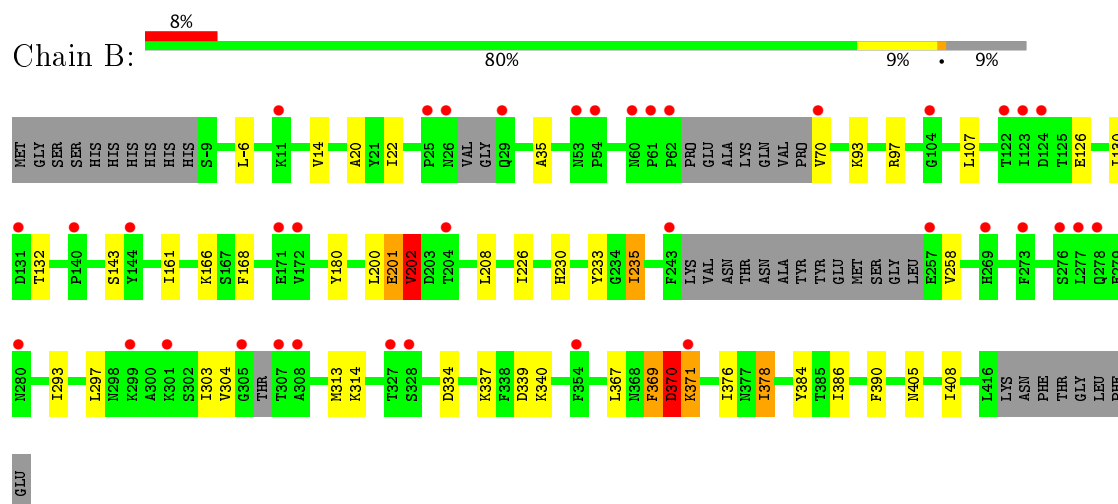 8%
Chain B:
80% 9% • 9%
MET GLY SER SER HIS HIS HIS HIS HIS HIS S-9 L-6 K11 V14 A20 Y21 I22 P25 N26 VAL GLY Q29 A35 N53 P54 N60 P61 P62 PRO GLU ALA LYS GLN VAL PRO V70 K93 R97 G104 L107 T122 I123 D124 T125 E126 I130
D131 T132 P140 S143 Y144 I161 K166 S167 F168 E171 V172 Y180 L200 E201 V202 D203 T204 L208 I226 H230 Y233 G234 I235 F243 LYS VAL ASN THR ASN ALA TYR TYR GLU MET SER GLY LEU E257 V258 H269 F273 S276 L277 Q278
N280 I293 L297 N298 K299 A300 K301 S302 I303 V304 G305 THR T307 A308 M313 K314 T327 S328 D334 K337 F338 D339 K340 F354 L367 N368 F369 D370 K371 I376 N377 I378 Y384 T385 I386 F390 N405 I408 L416 LYS ASN PHE THR GLY LEU
GLU